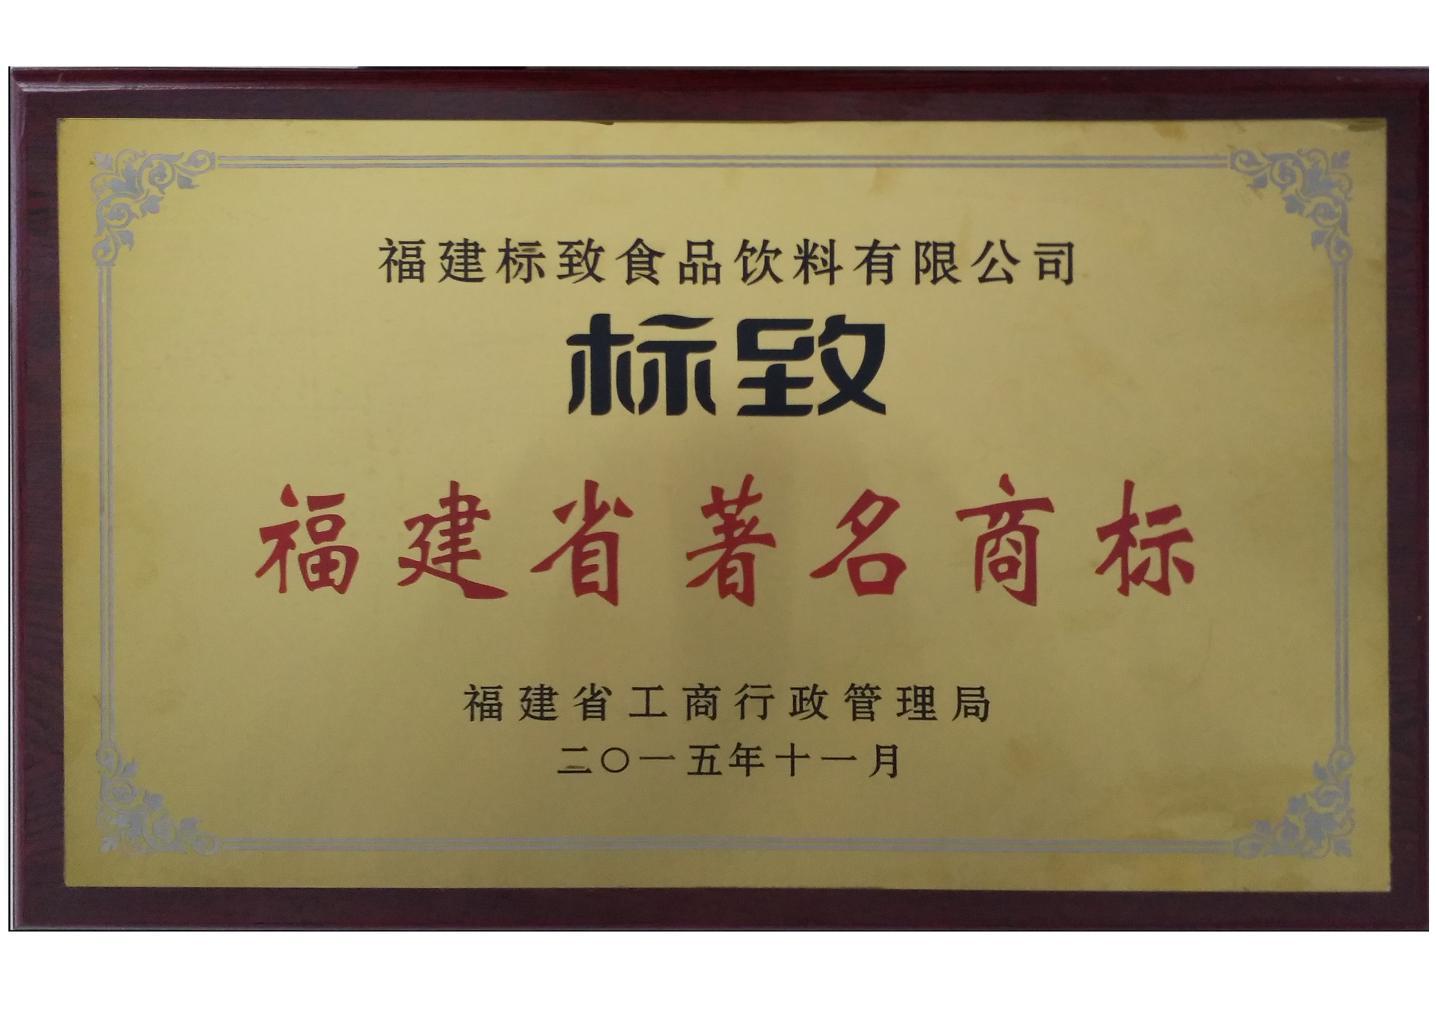 福建标致食品饮料有限公司
标致
福建省著名商标
福建省工商行政管理局
二〇一五年十一月